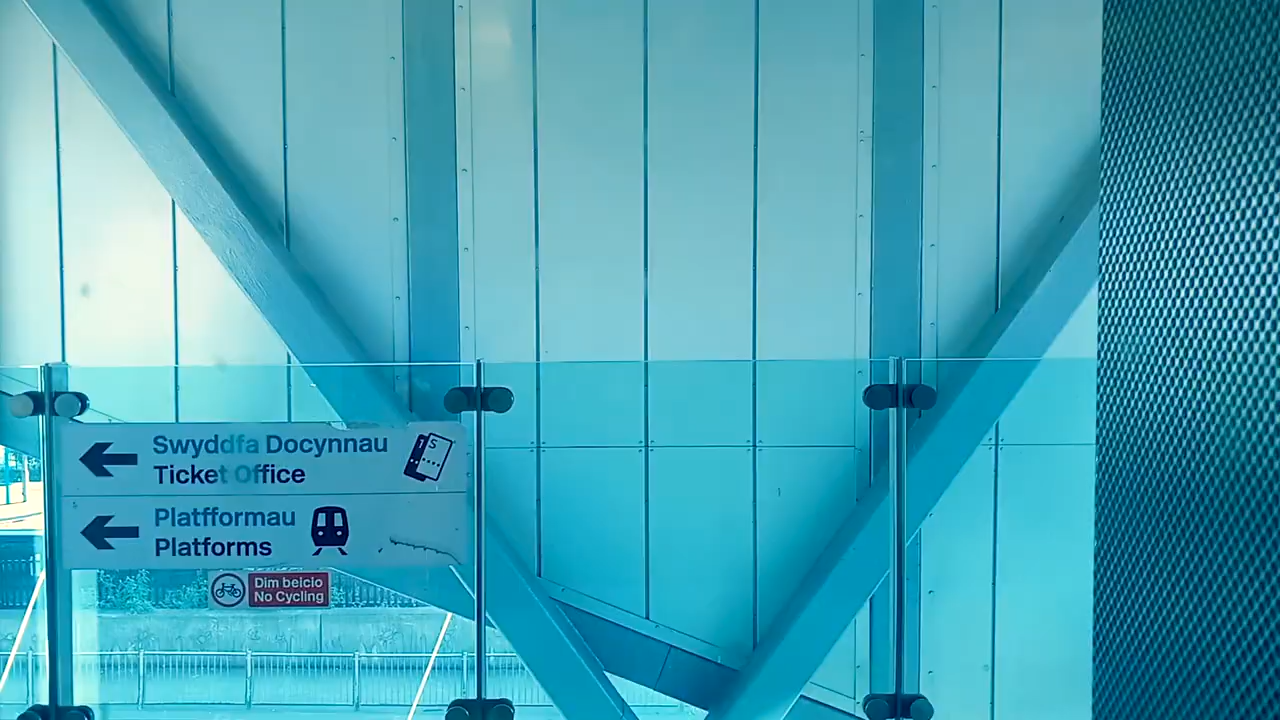 Swyddfa Docynnau
Ticket Office
Platfformau
Platforms
Dim beicio
No Cycling